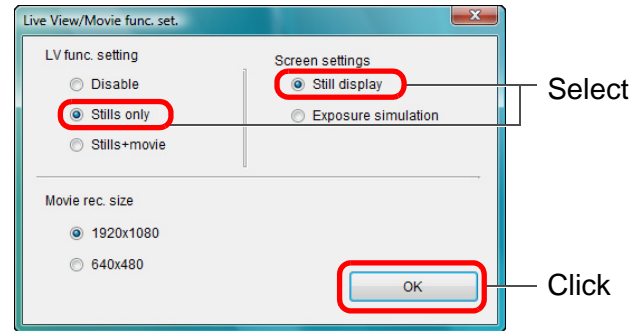 Live View/Movie func. set.
LV func. setting
Disable
Stills only
Stills+movie
Screen settings
Still display
Exposure simulation
Select
Movie rec. size
1920x1080
640x480
OK
Click